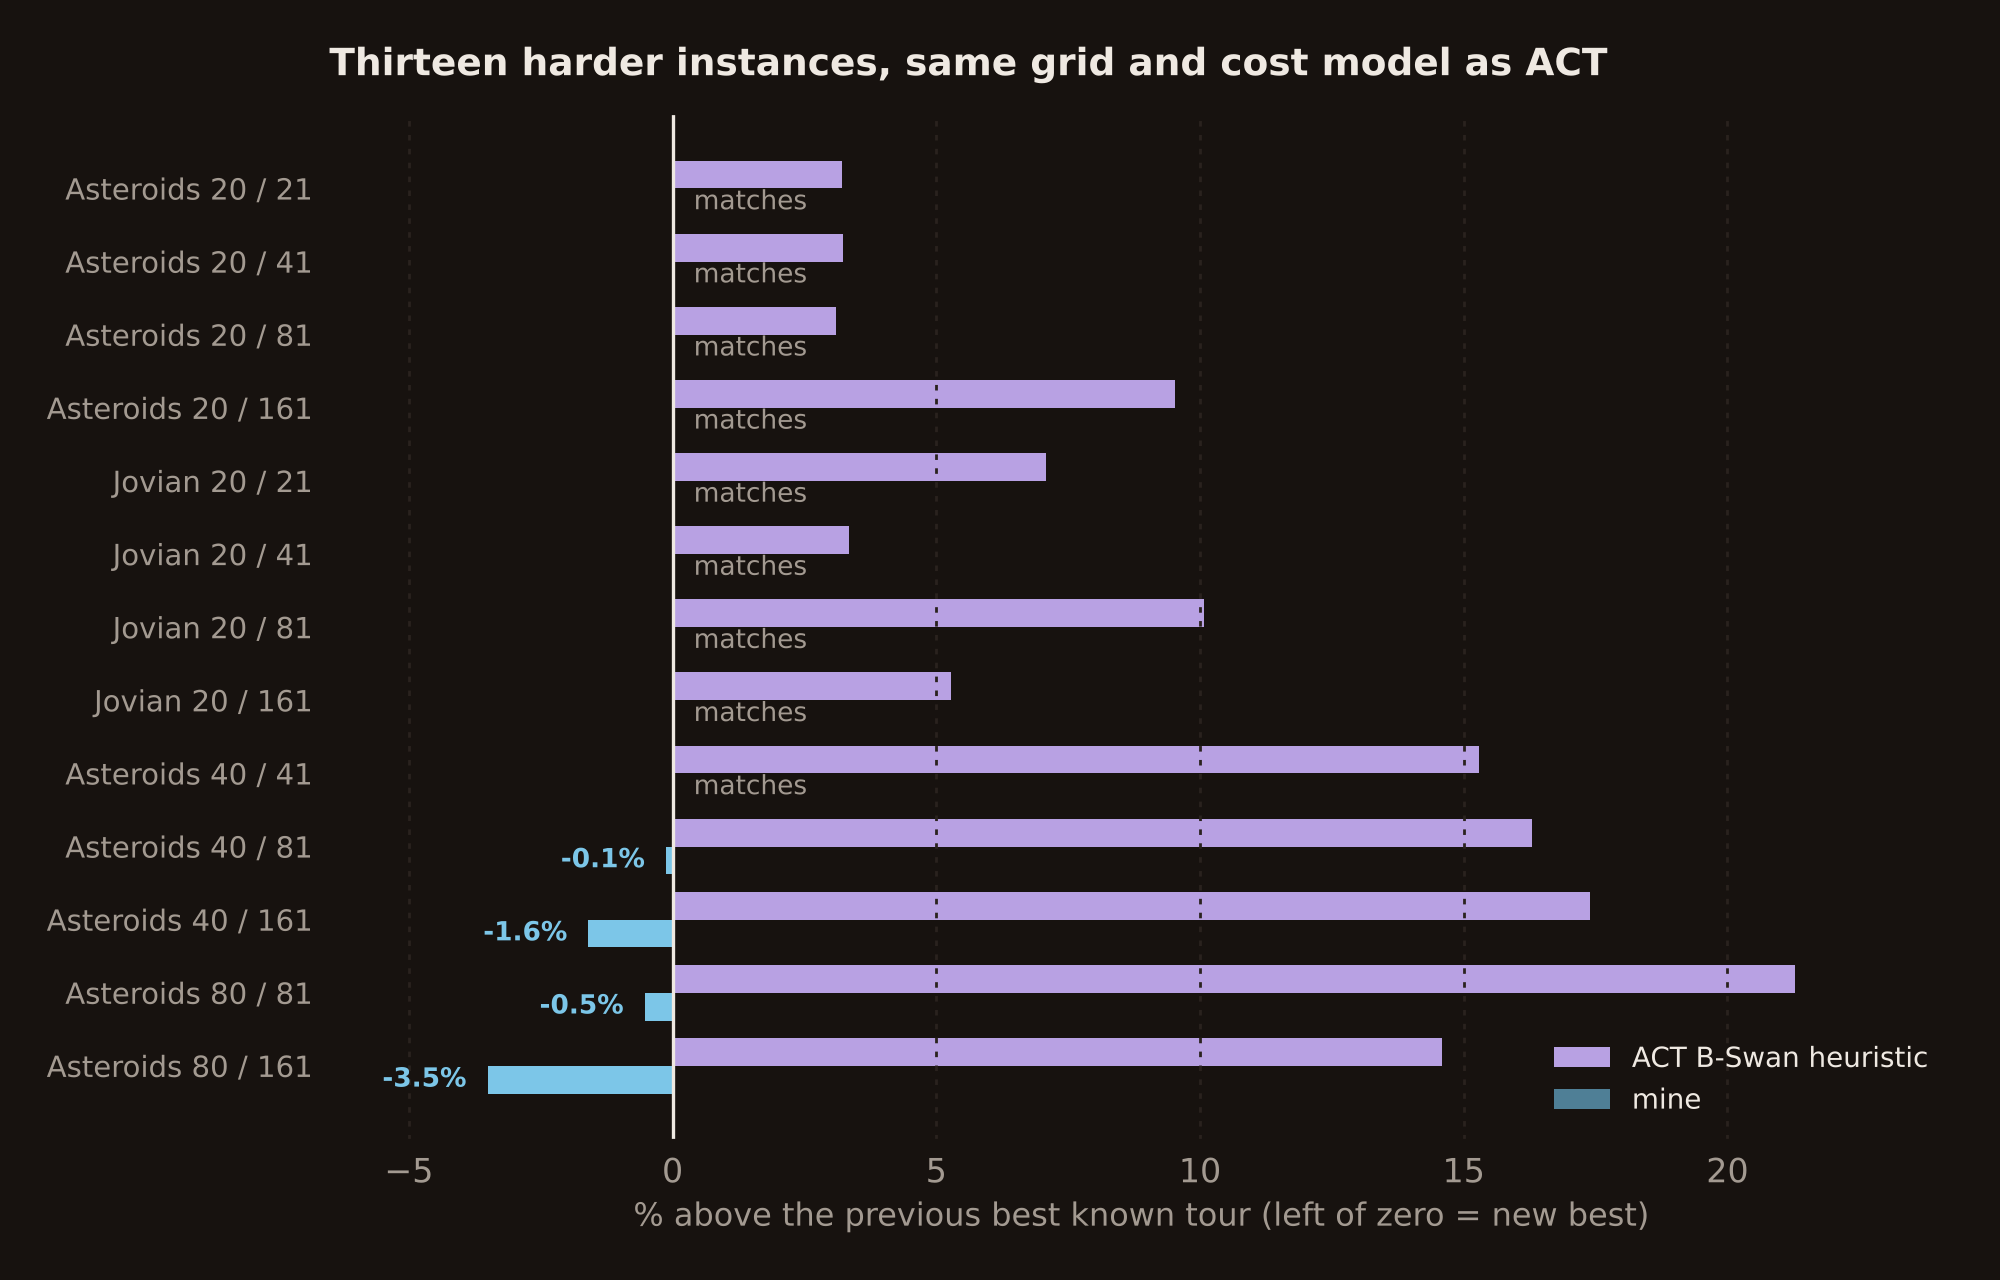 Thirteen harder instances, same grid and cost model as ACT
Asteroids 20 / 21
matches
Asteroids 20 / 41
matches
Asteroids 20 / 81
matches
Asteroids 20 / 161
matches
Jovian 20 / 21
matches
Jovian 20 / 41
matches
Jovian 20 / 81
matches
Jovian 20 / 161
matches
Asteroids 40 / 41
matches
Asteroids 40 / 81
-0.1%
Asteroids 40 / 161
-1.6%
Asteroids 80 / 81
-0.5%
Asteroids 80 / 161
-3.5%
ACT B-Swan heuristic
mine
−5 0 5 10 15 20
% above the previous best known tour (left of zero = new best)